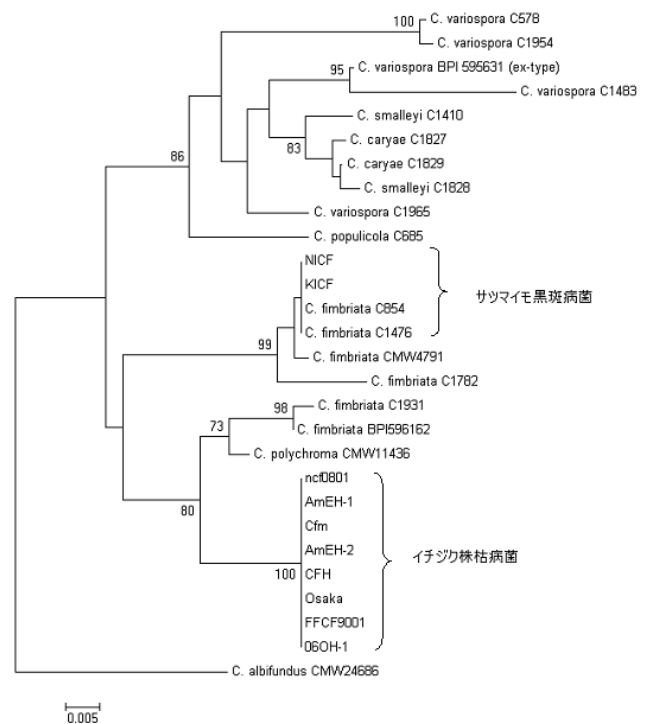 100
C. variospora C578
C. variospora C1954
95
C. variospora BPI 595631 (ex-type)
C. variospora C1483
C. smalleyi C1410
83
C. caryae C1827
86
C. caryae C1829
C. smalleyi C1828
C. variospora C1965
C. populicola C685
NICF
KICF
C. fimbriata C854
C. fimbriata C1476
サツマイモ黒斑病菌
99
C. fimbriata CMW4791
C. fimbriata C1782
98
C. fimbriata C1931
73
C. fimbriata BPI596162
C. polychroma CMW11436
80
ncf0801
AmEH-1
Cfm
AmEH-2
100
CFH
Osaka
FFCF9001
06OH-1
イチジク株枯病菌
C. albifundus CMW24686
0.005